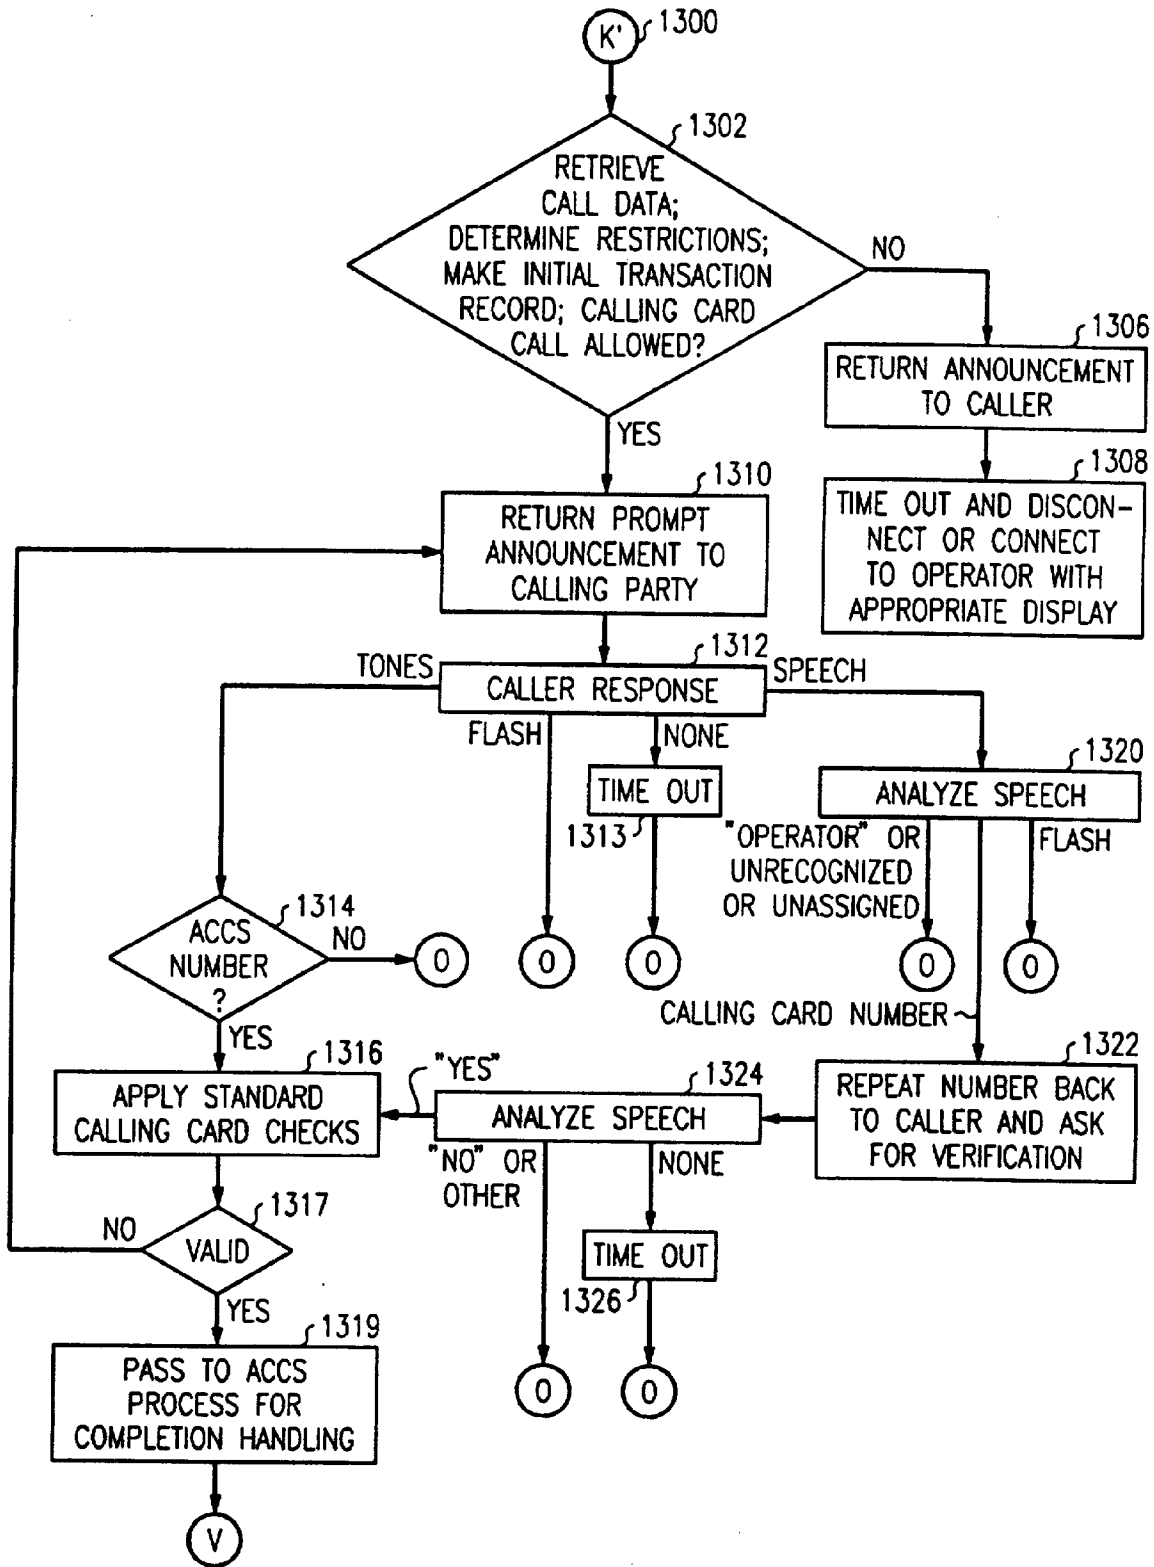 K'
1300
1302
RETRIEVE
CALL DATA;
DETERMINE RESTRICTIONS;
MAKE INITIAL TRANSACTION
RECORD; CALLING CARD
CALL ALLOWED?
NO
1306
RETURN ANNOUNCEMENT
TO CALLER
1308
TIME OUT AND DISCON-
NECT OR CONNECT
TO OPERATOR WITH
APPROPRIATE DISPLAY
YES
1310
RETURN PROMPT
ANNOUNCEMENT TO
CALLING PARTY
1312
TONES
CALLER RESPONSE
SPEECH
FLASH
NONE
TIME OUT
1313
1320
ANALYZE SPEECH
"OPERATOR" OR
UNRECOGNIZED
OR UNASSIGNED
FLASH
1314
ACCS
NUMBER
?
NO
O
O
O
O
O
CALLING CARD NUMBER
YES
1316
APPLY STANDARD
CALLING CARD CHECKS
"YES"
1324
ANALYZE SPEECH
1322
REPEAT NUMBER BACK
TO CALLER AND ASK
FOR VERIFICATION
"NO" OR
OTHER
NONE
TIME OUT
1326
O
O
1317
NO
VALID
YES
1319
PASS TO ACCS
PROCESS FOR
COMPLETION HANDLING
V